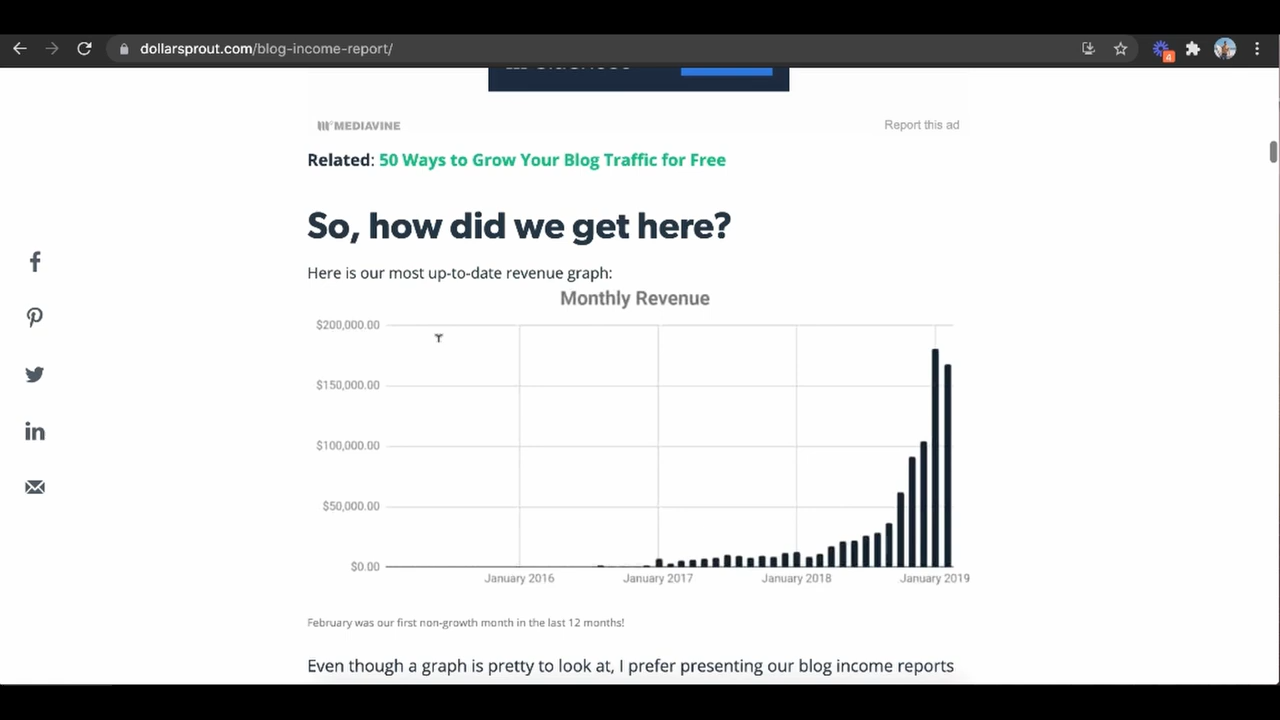 dollarsprout.com/blog-income-report/
4
MEDIAVINE
Report this ad
Related: 50 Ways to Grow Your Blog Traffic for Free
So, how did we get here?
Here is our most up-to-date revenue graph:
Monthly Revenue
$200,000.00
$150,000.00
$100,000.00
$50,000.00
$0.00
January 2016 January 2017 January 2018 January 2019
February was our first non-growth month in the last 12 months!
Even though a graph is pretty to look at, I prefer presenting our blog income reports